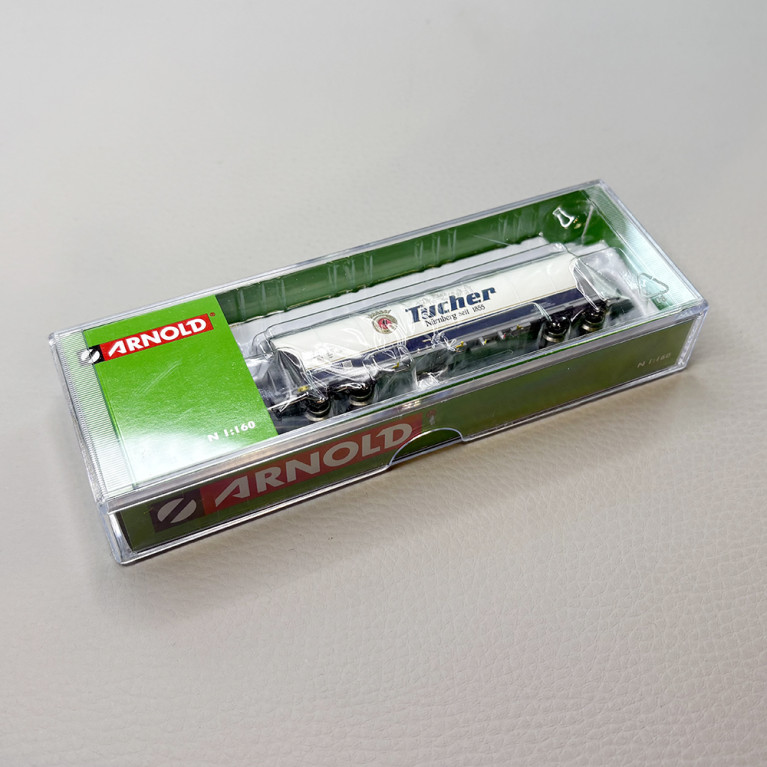 ARNOLD®
N 1:160
Tucher
Nürnberg seit 1855
ARNOLD
N 1:160